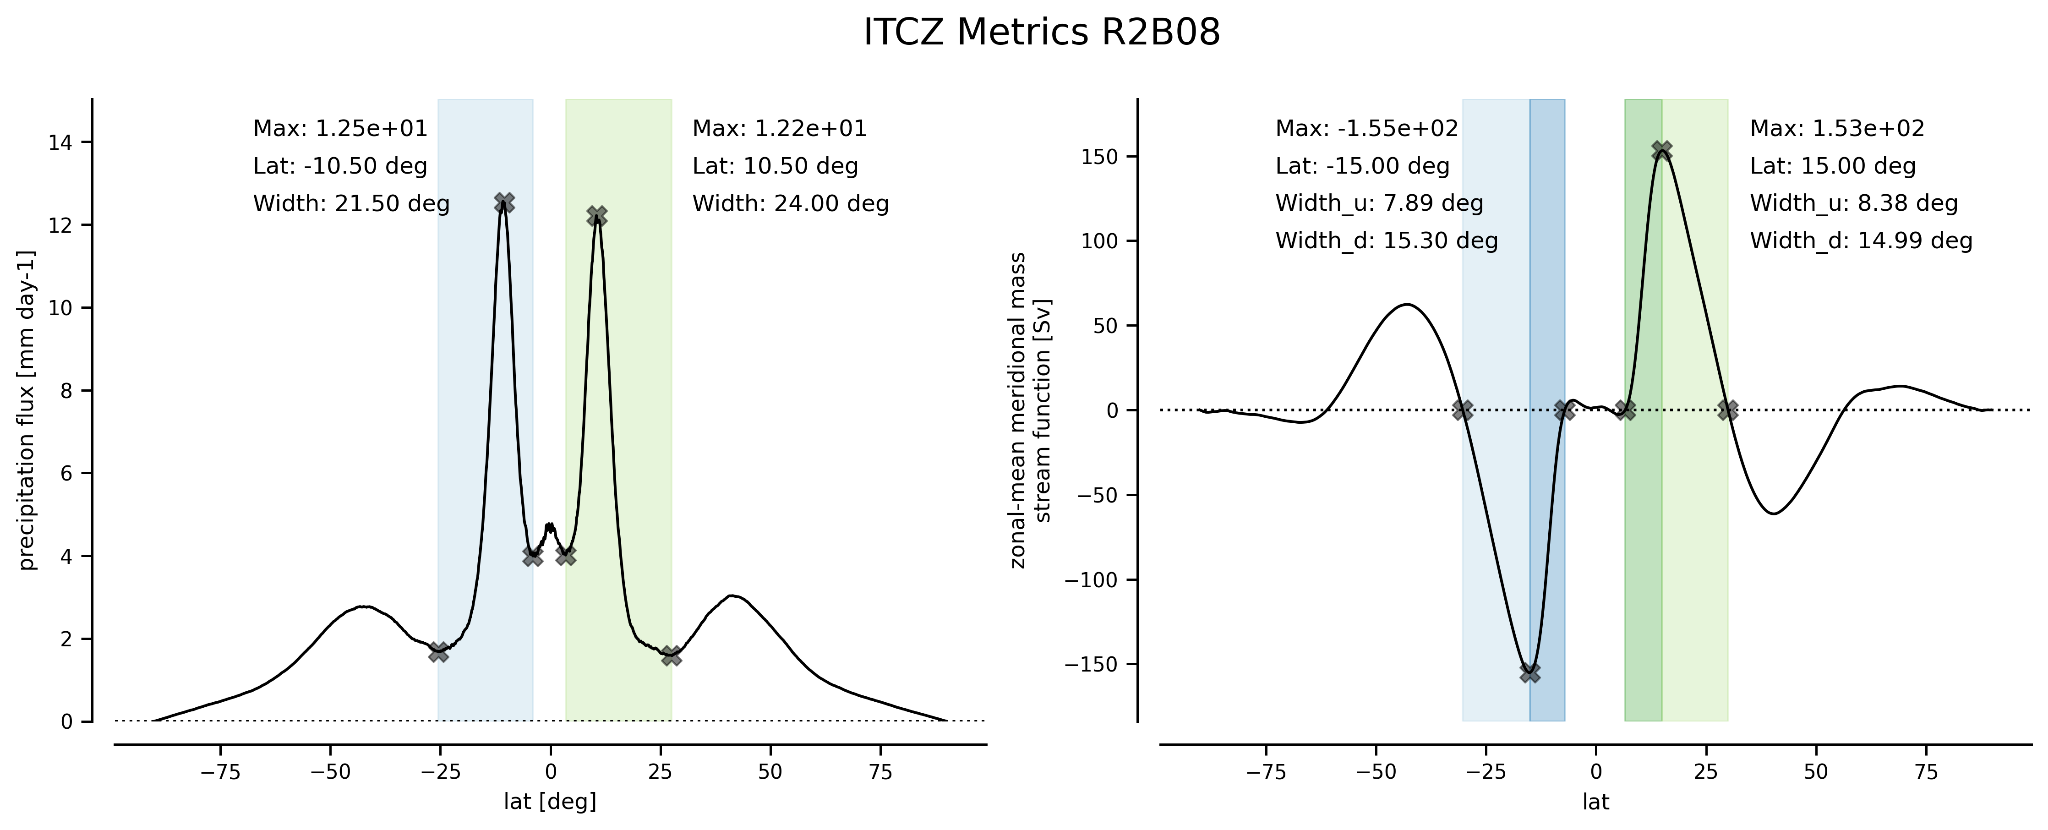 ITCZ Metrics R2B08
Max: 1.25e+01
Lat: -10.50 deg
Width: 21.50 deg
Max: 1.22e+01
Lat: 10.50 deg
Width: 24.00 deg
precipitation flux [mm day-1]
14
12
10
8
6
4
2
0
−75 −50 −25 0 25 50 75
lat [deg]
Max: -1.55e+02
Lat: -15.00 deg
Width_u: 7.89 deg
Width_d: 15.30 deg
Max: 1.53e+02
Lat: 15.00 deg
Width_u: 8.38 deg
Width_d: 14.99 deg
zonal-mean meridional mass
stream function [Sv]
150
100
50
0
−50
−100
−150
−75 −50 −25 0 25 50 75
lat